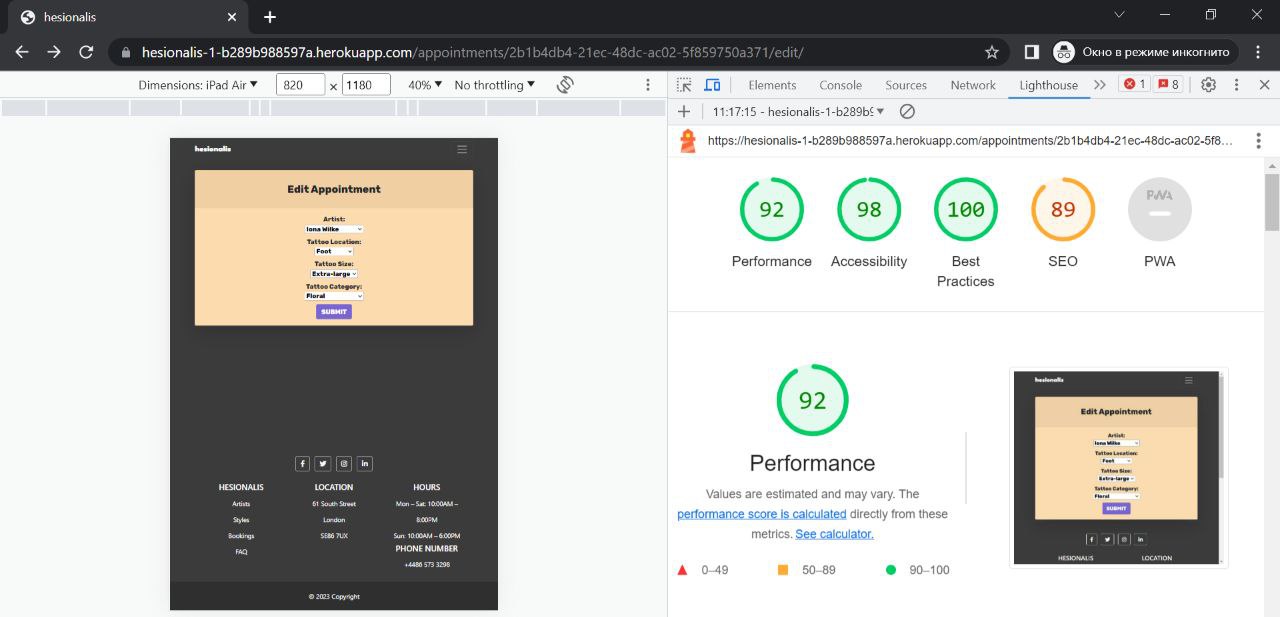 hesionalis
hesionalis-1-b289b988597a.herokuapp.com/appointments/2b1b4db4-21ec-48dc-ac02-5f859750a371/edit/
Окно в режиме инкогнито
Dimensions: iPad Air ▼ 820 × 1180 40% ▼ No throttling ▼
Elements Console Sources Network Lighthouse » 1 8
11:17:15 - hesionalis-1-b289b9
https://hesionalis-1-b289b988597a.herokuapp.com/appointments/2b1b4db4-21ec-48dc-ac02-5f8...
hesionalis
Edit Appointment
Artist:
Iona Wilke
Tattoo Location:
Foot
Tattoo Size:
Extra-large
Tattoo Category:
Floral
SUBMIT
HESIONALIS
Artists
Styles
Bookings
FAQ
LOCATION
61 South Street
London
SE86 7UX
HOURS
Mon – Sat: 10:00AM –
8:00PM
Sun: 10:00AM – 6:00PM
PHONE NUMBER
+4486 573 3298
© 2023 Copyright
92 98 100 89 PWA
Performance Accessibility Best
Practices SEO PWA
92
Performance
Values are estimated and may vary. The
performance score is calculated directly from these
metrics. See calculator.
0–49 50–89 90–100
hesionalis
Edit Appointment
Artist:
Iona Wilke
Tattoo Location:
Foot
Tattoo Size:
Extra-large
Tattoo Category:
Floral
SUBMIT
HESIONALIS LOCATION